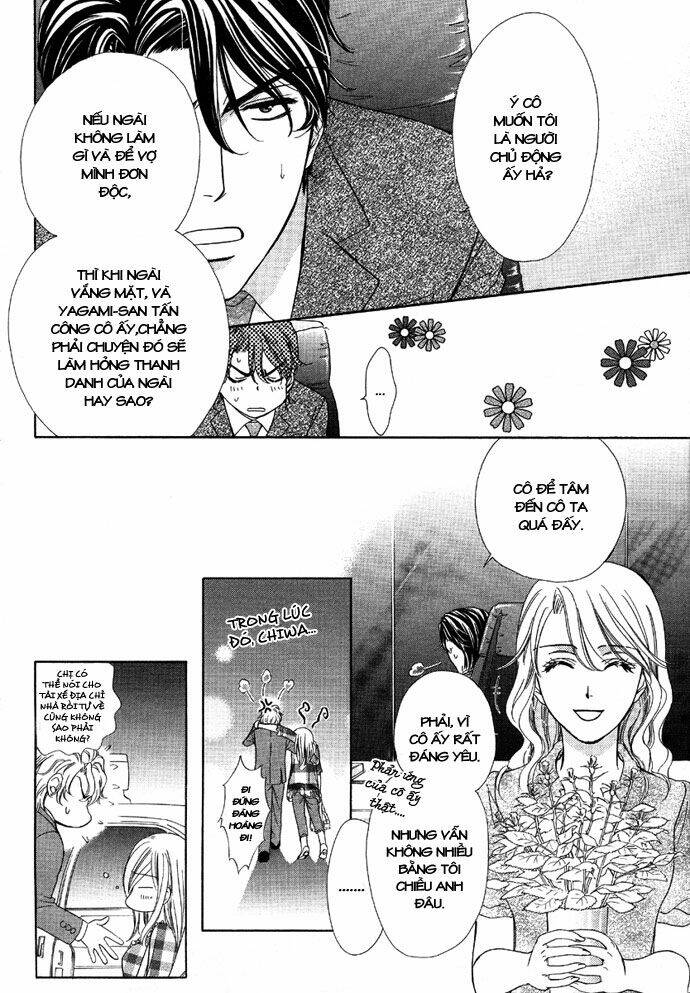 Ý CÔ
MUỐN TÔI
LÀ NGƯỜI
CHỦ ĐỘNG
ẤY HẢ?
NẾU NGÀI
KHÔNG LÀM
GÌ VÀ ĐỂ VỢ
MÌNH ĐƠN
ĐỘC,
THÌ KHI NGÀI
VẮNG MẶT, VÀ
YAGAMI-SAN TẤN
CÔNG CÔ ẤY,CHẲNG
PHẢI CHUYỆN ĐÓ SẼ
LÀM HỎNG THANH
DANH CỦA NGÀI
HAY SAO?
...
CÔ ĐỂ TÂM
ĐẾN CÔ TA
QUÁ ĐẤY.
PHẢI, VÌ
CÔ ẤY RẤT
ĐÁNG YÊU.
Phản ứng
của cô ấy
thật....
NHƯNG VẪN
KHÔNG NHIỀU
BẰNG TÔI
CHIỀU ANH
ĐÂU.
........
TRONG LÚC
ĐÓ, CHIWA...
ĐI
ĐỨNG
ĐÀNG
HOÀNG
ĐI!
CHỊ CÓ
THỂ NÓI CHO
TÀI XẾ ĐỊA CHỈ
NHÀ RỒI TỰ VỀ
CŨNG KHÔNG
SAO PHẢI
KHÔNG?